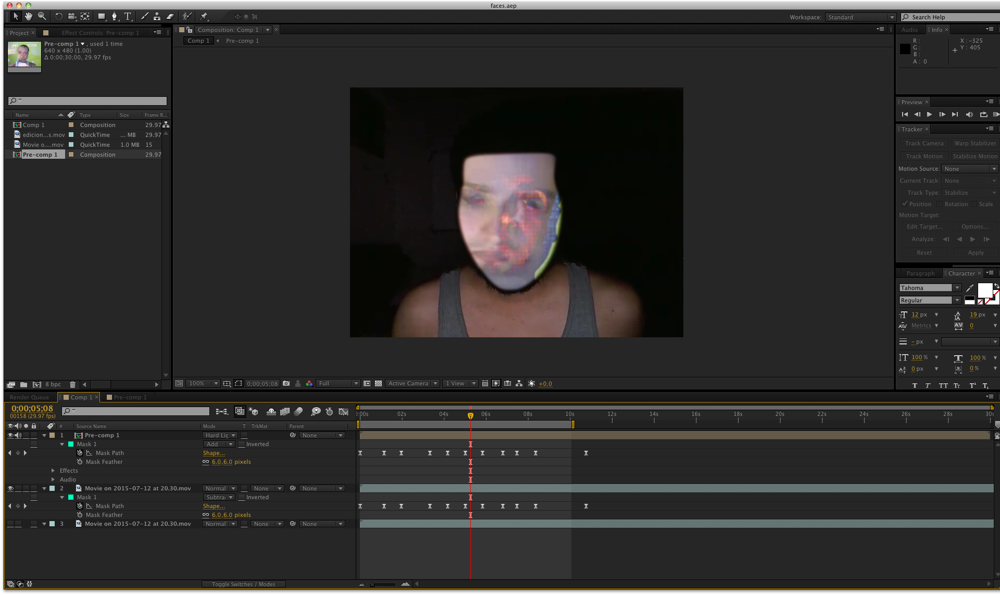 faces.aep
Workspace: Standard
Search Help
Project × Effect Controls: Pre-comp 1
Composition: Comp 1
Comp 1 Pre-comp 1
Audio Info ×
Pre-comp 1 , used 1 time
640 x 480 (1.00)
Δ 0;00;30;00, 29.97 fps
R : X : -325
G : Y : 405
B :
A : 0
Preview ×
Name Type Size Frame R...
Comp 1 Composition 29.97
edicion...s.mov QuickTime ... MB 29.97
Movie o....mov QuickTime 1.0 MB 15
Pre-comp 1 Composition 29.97
Tracker ×
Track Camera Warp Stabilizer
Track Motion Stabilize Motion
Motion Source: None
Current Track: None
Track Type: Stabilize
Position Rotation Scale
Motion Target:
Edit Target... Options...
Analyze:
Reset Apply
Paragraph Character ×
Tahoma
Regular
12 px 19 px
Metrics 0
- px
100 % 100 %
0 px 0 %
T T TT Tr T¹ T₁
8 bpc
100% 0;00;05;08 Full Active Camera 1 View +0.0
Render Queue Comp 1 × Pre-comp 1
0;00;05;08
00158 (29.97 fps)
):00s 02s 04s 06s 08s 10s 12s 14s 16s 18s 20s 22s 24s 26s 28s 30s
# Source Name Mode T TrkMat Parent
1 Pre-comp 1 Hard Lig None
Mask 1 Add Inverted
Mask Path Shape...
Mask Feather 6.0,6.0 pixels
Effects
Audio
2 Movie on 2015-07-12 at 20.30.mov Normal None None
Mask 1 Subtra Inverted
Mask Path Shape...
Mask Feather 6.0,6.0 pixels
3 Movie on 2015-07-12 at 20.30.mov Normal None None
Toggle Switches / Modes